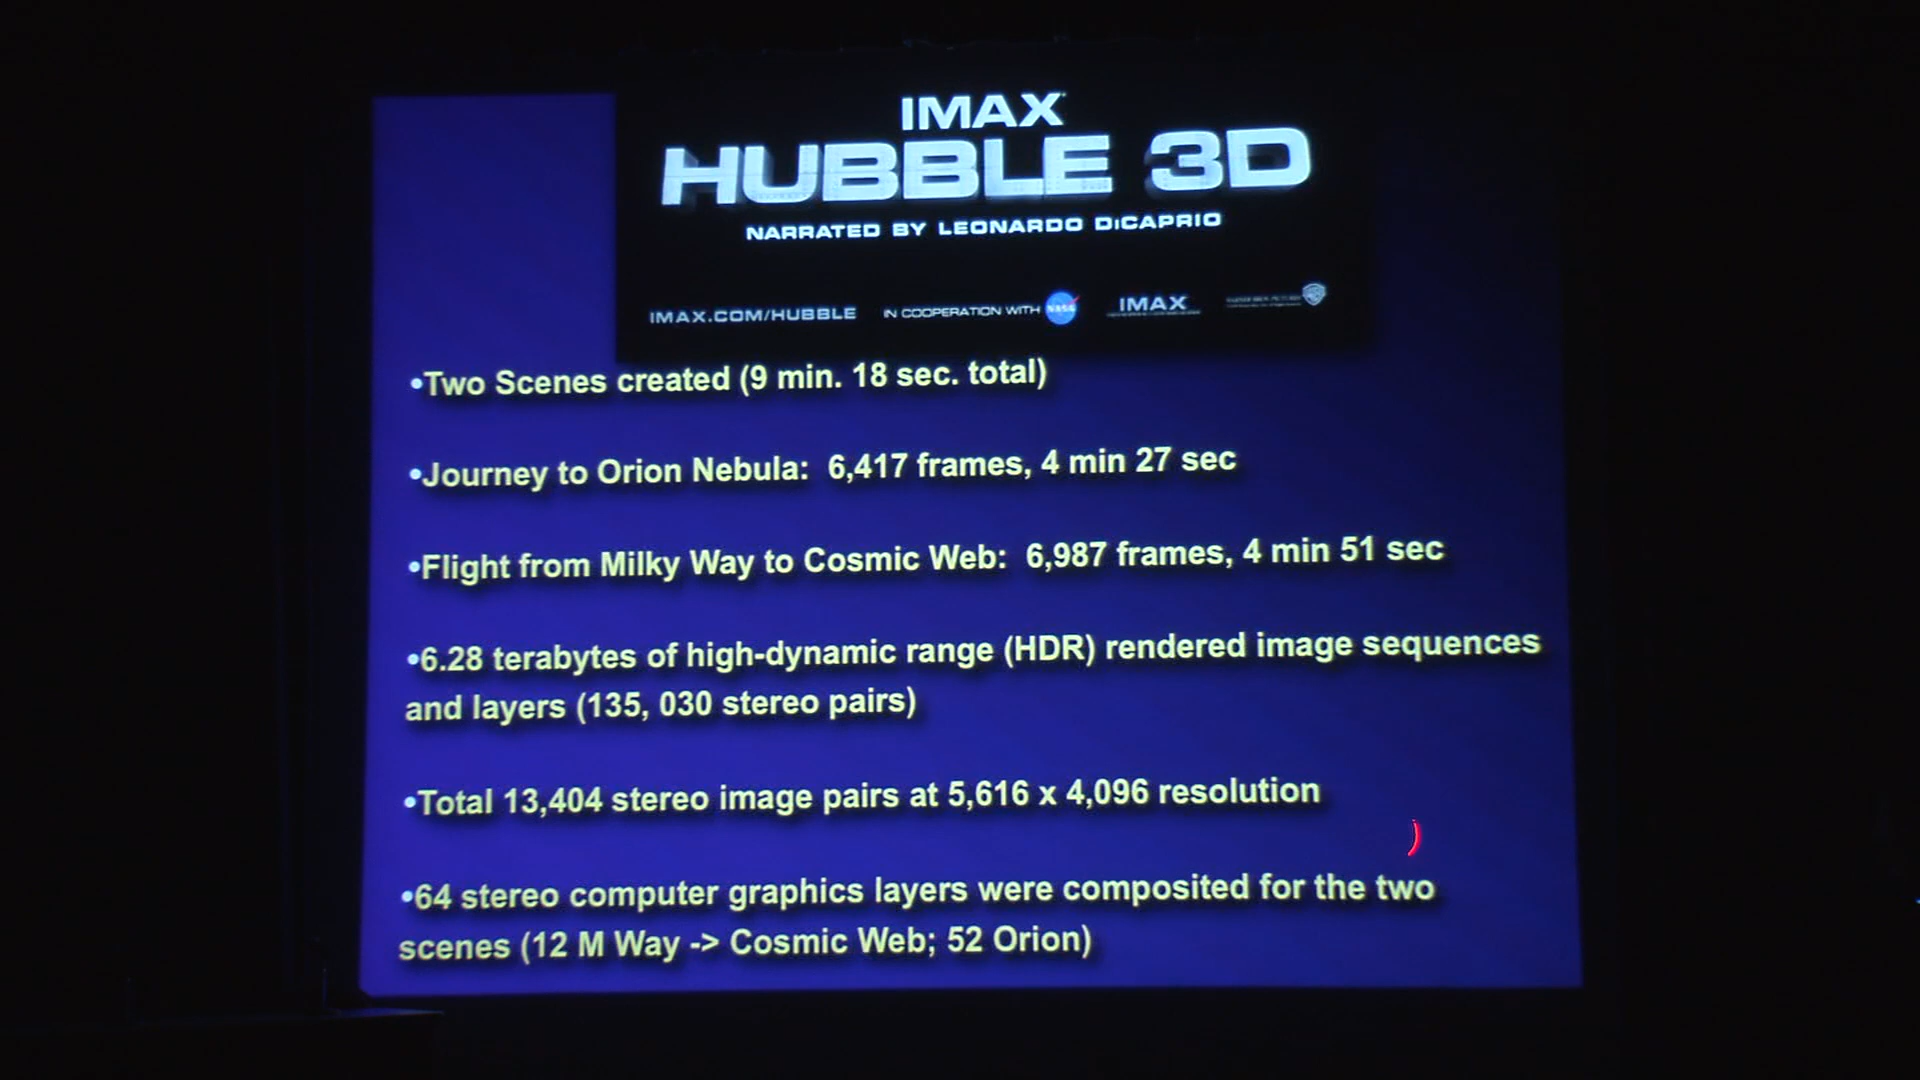 IMAX
HUBBLE 3D
NARRATED BY LEONARDO DiCAPRIO
IMAX.COM/HUBBLE IN COOPERATION WITH NASA IMAX
•Two Scenes created (9 min. 18 sec. total)
•Journey to Orion Nebula: 6,417 frames, 4 min 27 sec
•Flight from Milky Way to Cosmic Web: 6,987 frames, 4 min 51 sec
•6.28 terabytes of high-dynamic range (HDR) rendered image sequences
and layers (135, 030 stereo pairs)
•Total 13,404 stereo image pairs at 5,616 x 4,096 resolution
•64 stereo computer graphics layers were composited for the two
scenes (12 M Way -> Cosmic Web; 52 Orion)